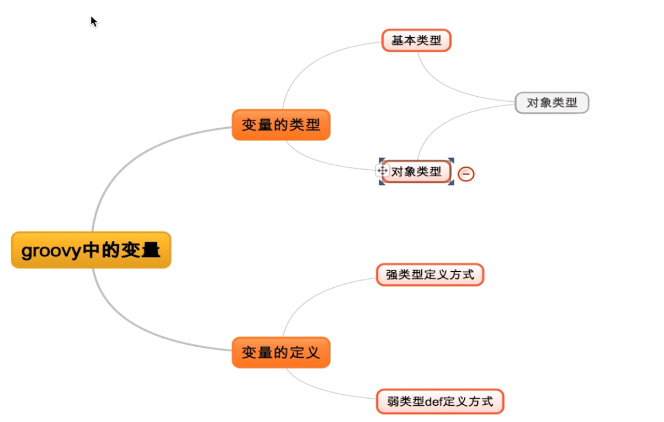 基本类型
对象类型
变量的类型
对象类型
groovy中的变量
强类型定义方式
变量的定义
弱类型def定义方式